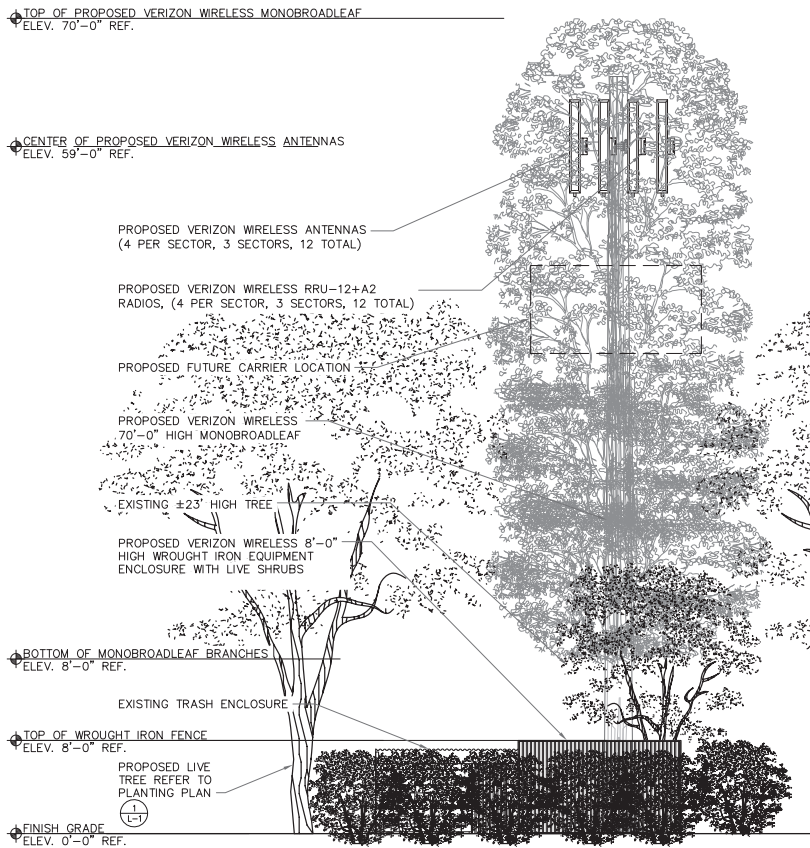 TOP OF PROPOSED VERIZON WIRELESS MONOBROADLEAF
ELEV. 70'-0" REF.
CENTER OF PROPOSED VERIZON WIRELESS ANTENNAS
ELEV. 59'-0" REF.
PROPOSED VERIZON WIRELESS ANTENNAS
(4 PER SECTOR, 3 SECTORS, 12 TOTAL)
PROPOSED VERIZON WIRELESS RRU-12+A2
RADIOS, (4 PER SECTOR, 3 SECTORS, 12 TOTAL)
PROPOSED FUTURE CARRIER LOCATION
PROPOSED VERIZON WIRELESS
70'-0" HIGH MONOBROADLEAF
EXISTING ±23' HIGH TREE
PROPOSED VERIZON WIRELESS 8'-0"
HIGH WROUGHT IRON EQUIPMENT
ENCLOSURE WITH LIVE SHRUBS
BOTTOM OF MONOBROADLEAF BRANCHES
ELEV. 8'-0" REF.
EXISTING TRASH ENCLOSURE
TOP OF WROUGHT IRON FENCE
ELEV. 8'-0" REF.
PROPOSED LIVE
TREE REFER TO
PLANTING PLAN
1
L-1
FINISH GRADE
ELEV. 0'-0" REF.